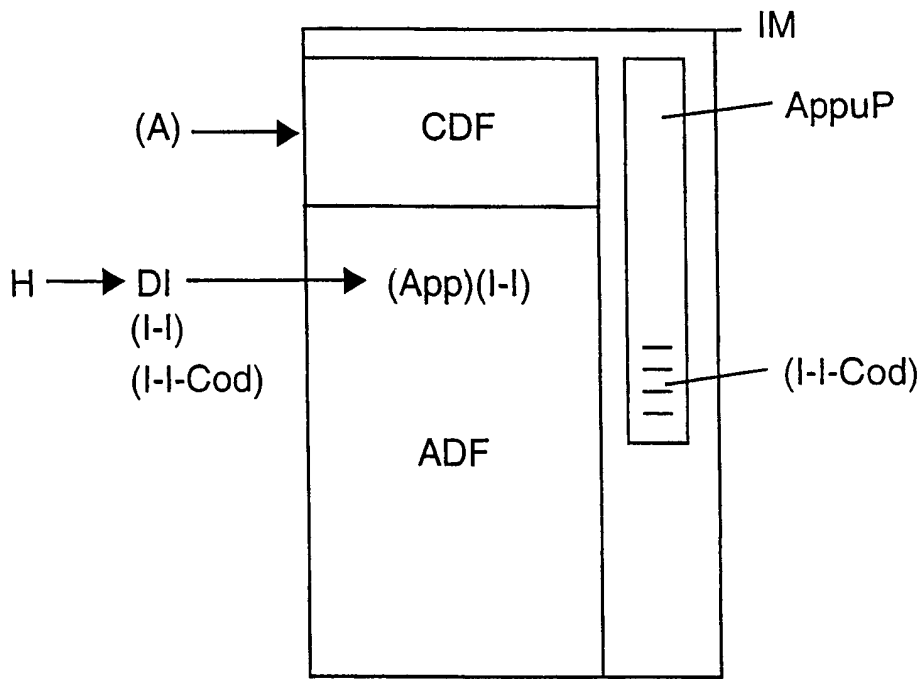 IM
AppuP
(A)
CDF
H
DI
(App)(I-I)
(I-I)
(I-I-Cod)
(I-I-Cod)
ADF